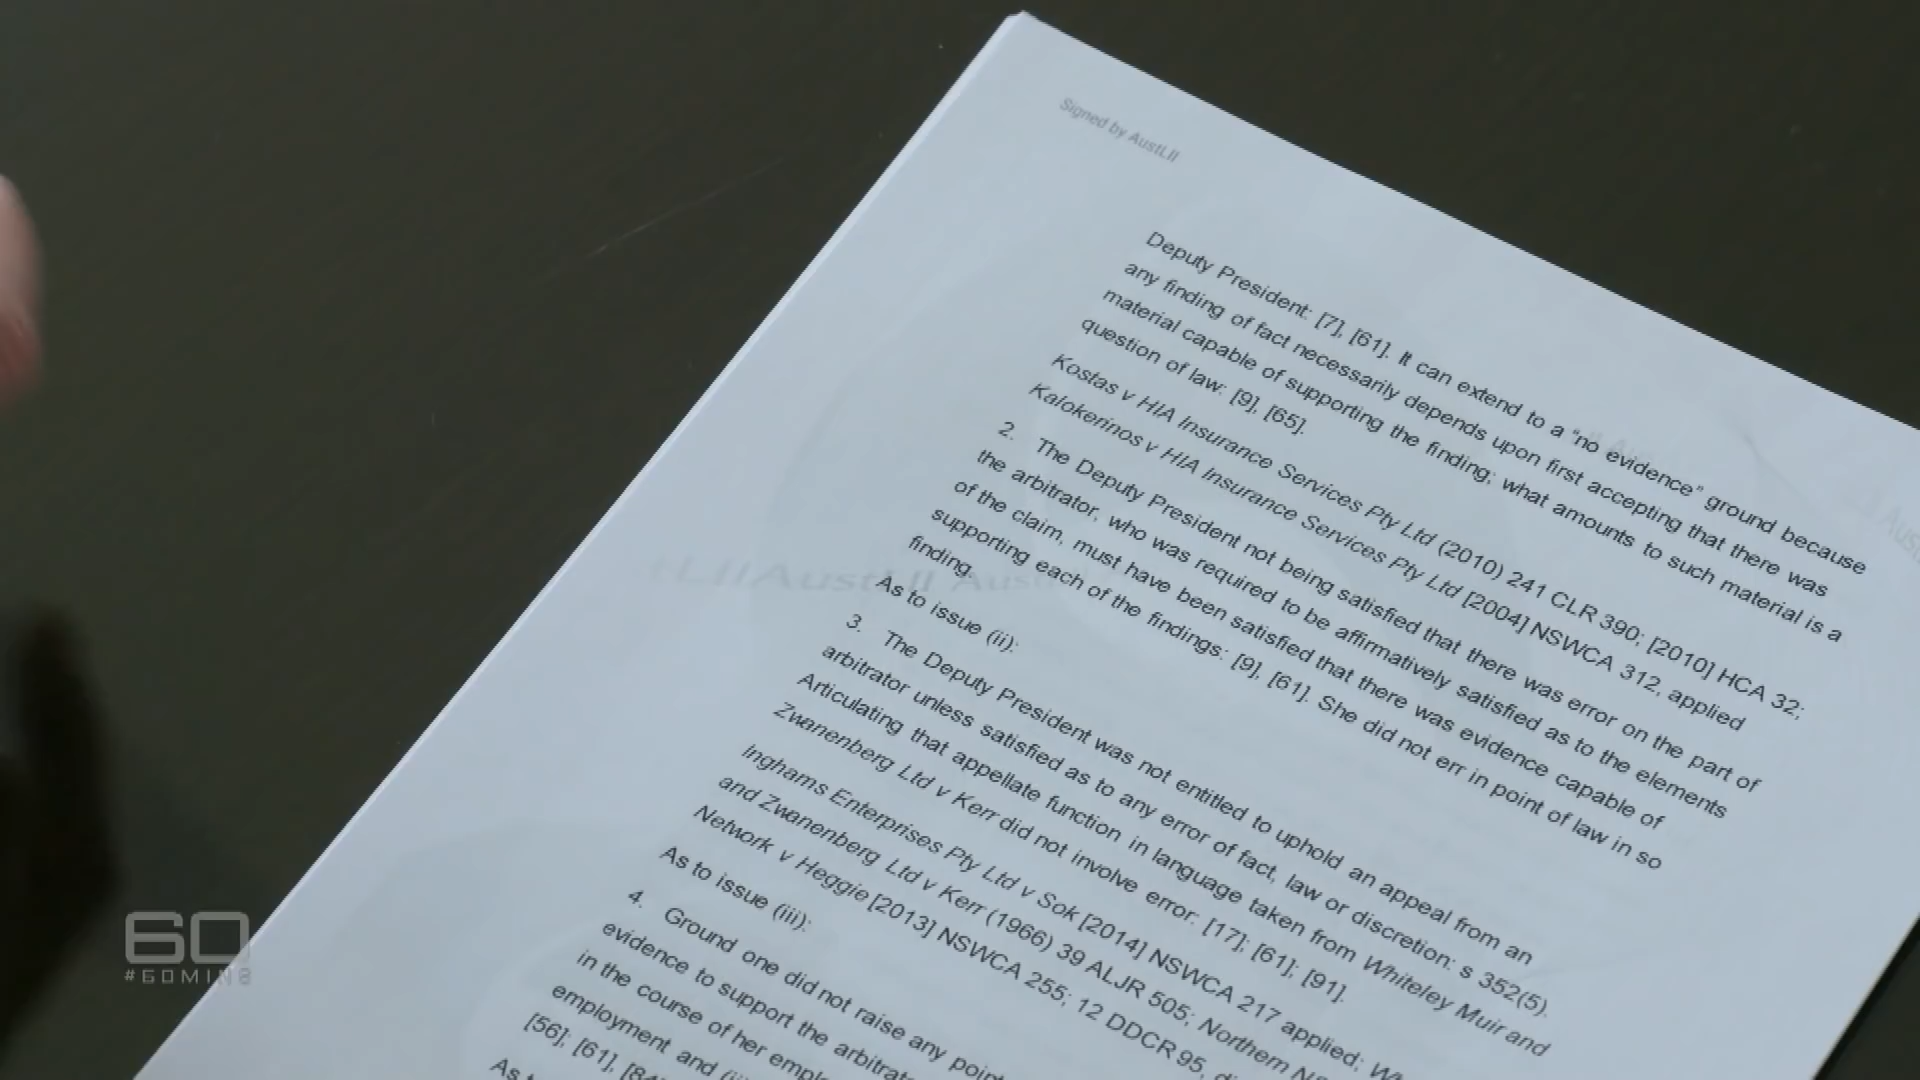 Signed by AustLII
Deputy President: [7], [61]. It can extend to a “no evidence” ground because
any finding of fact necessarily depends upon first accepting that there was
material capable of supporting the finding; what amounts to such material is a
question of law: [9], [65].
Kostas v HIA Insurance Services Pty Ltd (2010) 241 CLR 390; [2010] HCA 32;
Kalokerinos v HIA Insurance Services Pty Ltd [2004] NSWCA 312, applied
2. The Deputy President not being satisfied that there was error on the part of
the arbitrator, who was required to be affirmatively satisfied as to the elements
of the claim, must have been satisfied that there was evidence capable of
supporting each of the findings: [9], [61]. She did not err in point of law in so
finding.
As to issue (ii):
3. The Deputy President was not entitled to uphold an appeal from an
arbitrator unless satisfied as to any error of fact, law or discretion: s 352(5).
Articulating that appellate function in language taken from Whiteley Muir and
Zwanenberg Ltd v Kerr did not involve error: [17]; [61]; [91].
Inghams Enterprises Pty Ltd v Sok [2014] NSWCA 217 applied;
and Zwanenberg Ltd v Kerr (1966) 39 ALJR 505; Northern
Network v Heggie [2013] NSWCA 255; 12 DDCR 95,
As to issue (iii):
4. Ground one did not raise any point
evidence to support the
in the course of her
employment and
[56]; [61],
AustLII
60
#60MIN8